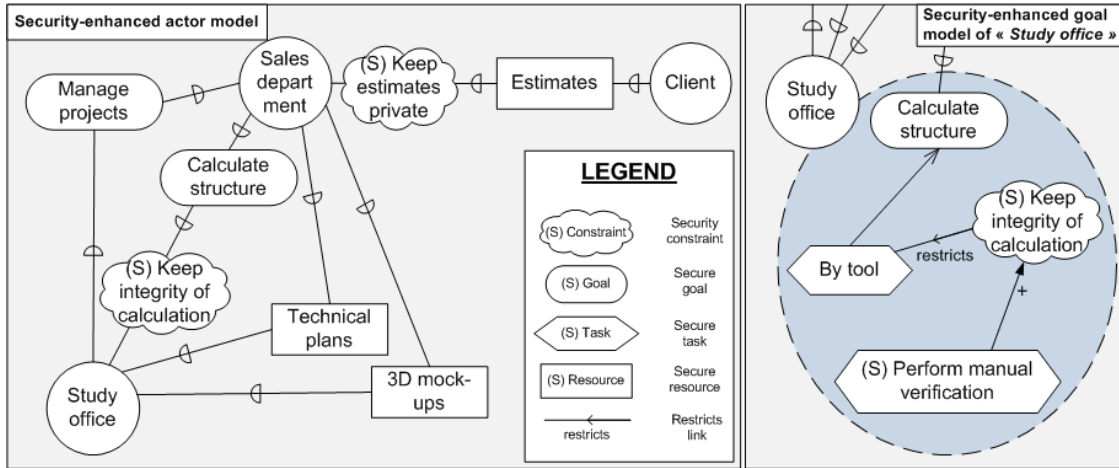 Security-enhanced actor model
Manage
projects
Sales
depart
ment
(S) Keep
estimates
private
Estimates
Client
Calculate
structure
(S) Keep
integrity of
calculation
Technical
plans
3D mock-
ups
Study
office
LEGEND
(S) Constraint
Security
constraint
(S) Goal
Secure
goal
(S) Task
Secure
task
(S) Resource
Secure
resource
restricts
Restricts
link
Security-enhanced goal
model of « Study office »
Study
office
Calculate
structure
(S) Keep
integrity of
calculation
restricts
By tool
+
(S) Perform manual
verification